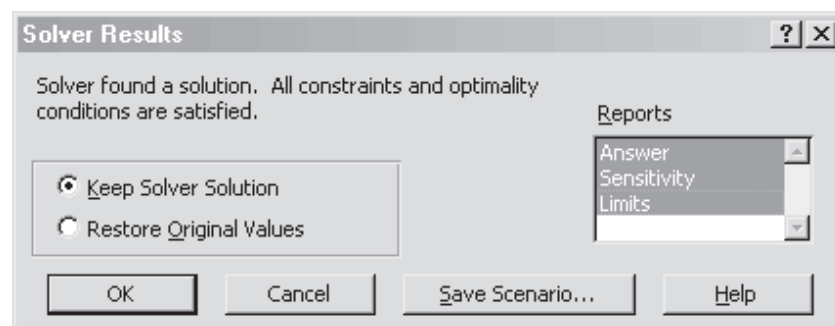 Solver Results
Solver found a solution. All constraints and optimality
conditions are satisfied.
Reports
Answer
Sensitivity
Limits
Keep Solver Solution
Restore Original Values
OK
Cancel
Save Scenario...
Help